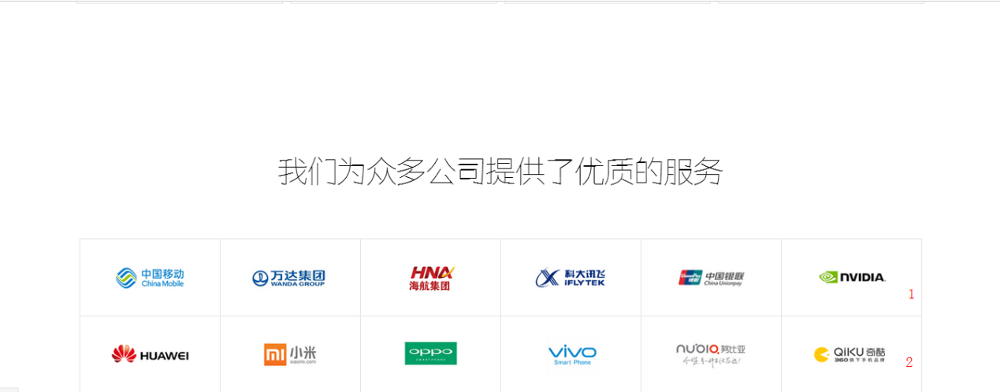 我们为众多公司提供了优质的服务
中国移动
China Mobile
万达集团
WANDA GROUP
HNA
海航集团
科大讯飞
iFLYTEK
中国银联
China Unionpay
NVIDIA.
1
HUAWEI
mi 小米
xiaomi.com
oppo
SMARTPHONE
vivo
Smart Phone
nubia 努比亚
QiKU 奇酷
360旗下手机品牌
2